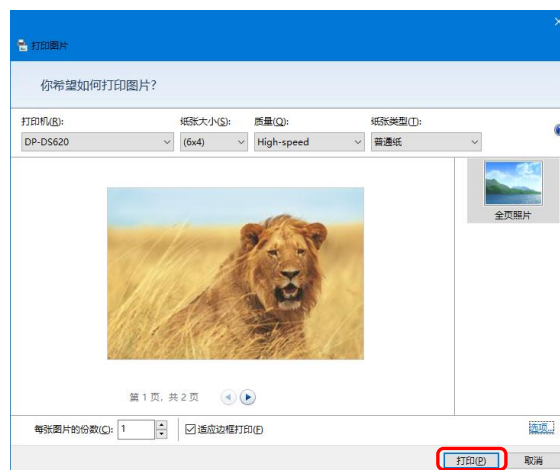 打印图片
你希望如何打印图片?
打印机(R): 纸张大小(S): 质量(Q): 纸张类型(T):
DP-DS620 (6x4) High-speed 普通纸
全页照片
第 1 页, 共 2 页
每张图片的份数(C): 1 适应边框打印(F) 选项...
打印(P) 取消